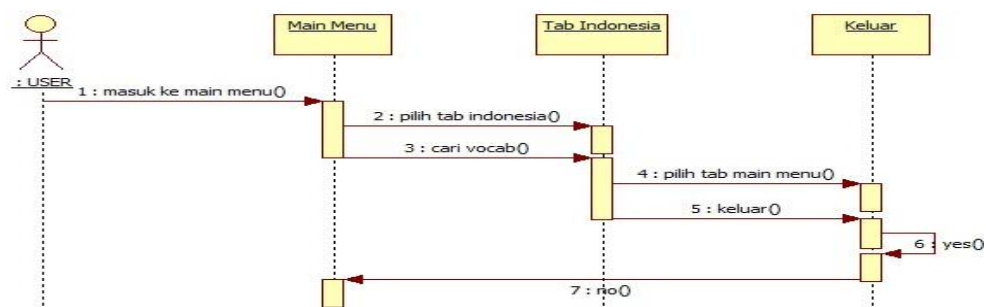 Main Menu
Tab Indonesia
Keluar
: USER
1 : masuk ke main menu()
2 : pilih tab indonesia()
3 : cari vocab()
4 : pilih tab main menu()
5 : keluar()
6 : yes()
7 : no()